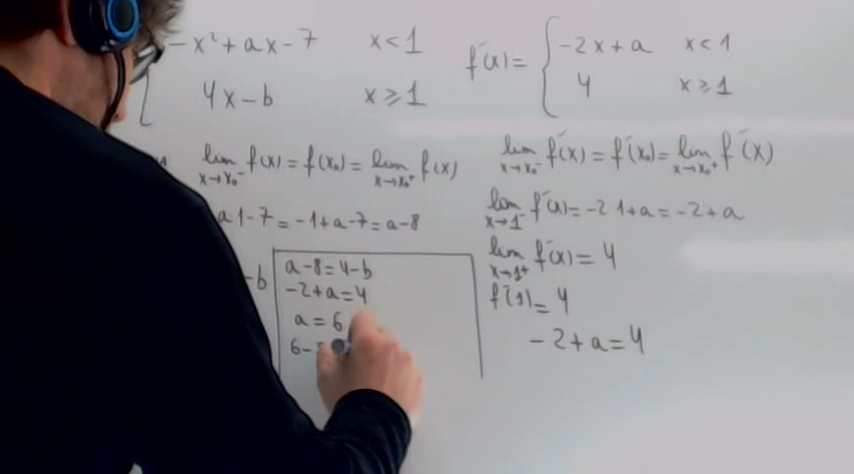 -x²+ax-7 x<1
4x-b x≥1
lim f(x)=f(x₀)=lim f(x)
x→x₀⁻ x→x₀⁺
a1-7=-1+a-7=a-8
-b
a-8=4-b
-2+a=4
a=6
6-
f´(x)= -2x+a x<1
4 x≥1
lim f´(x)=f´(x₀)=lim f´(x)
x→x₀⁻ x→x₀⁺
lim f´(x)=-2·1+a=-2+a
x→1⁻
lim f´(x)=4
x→1⁺
f´(1)=4
-2+a=4